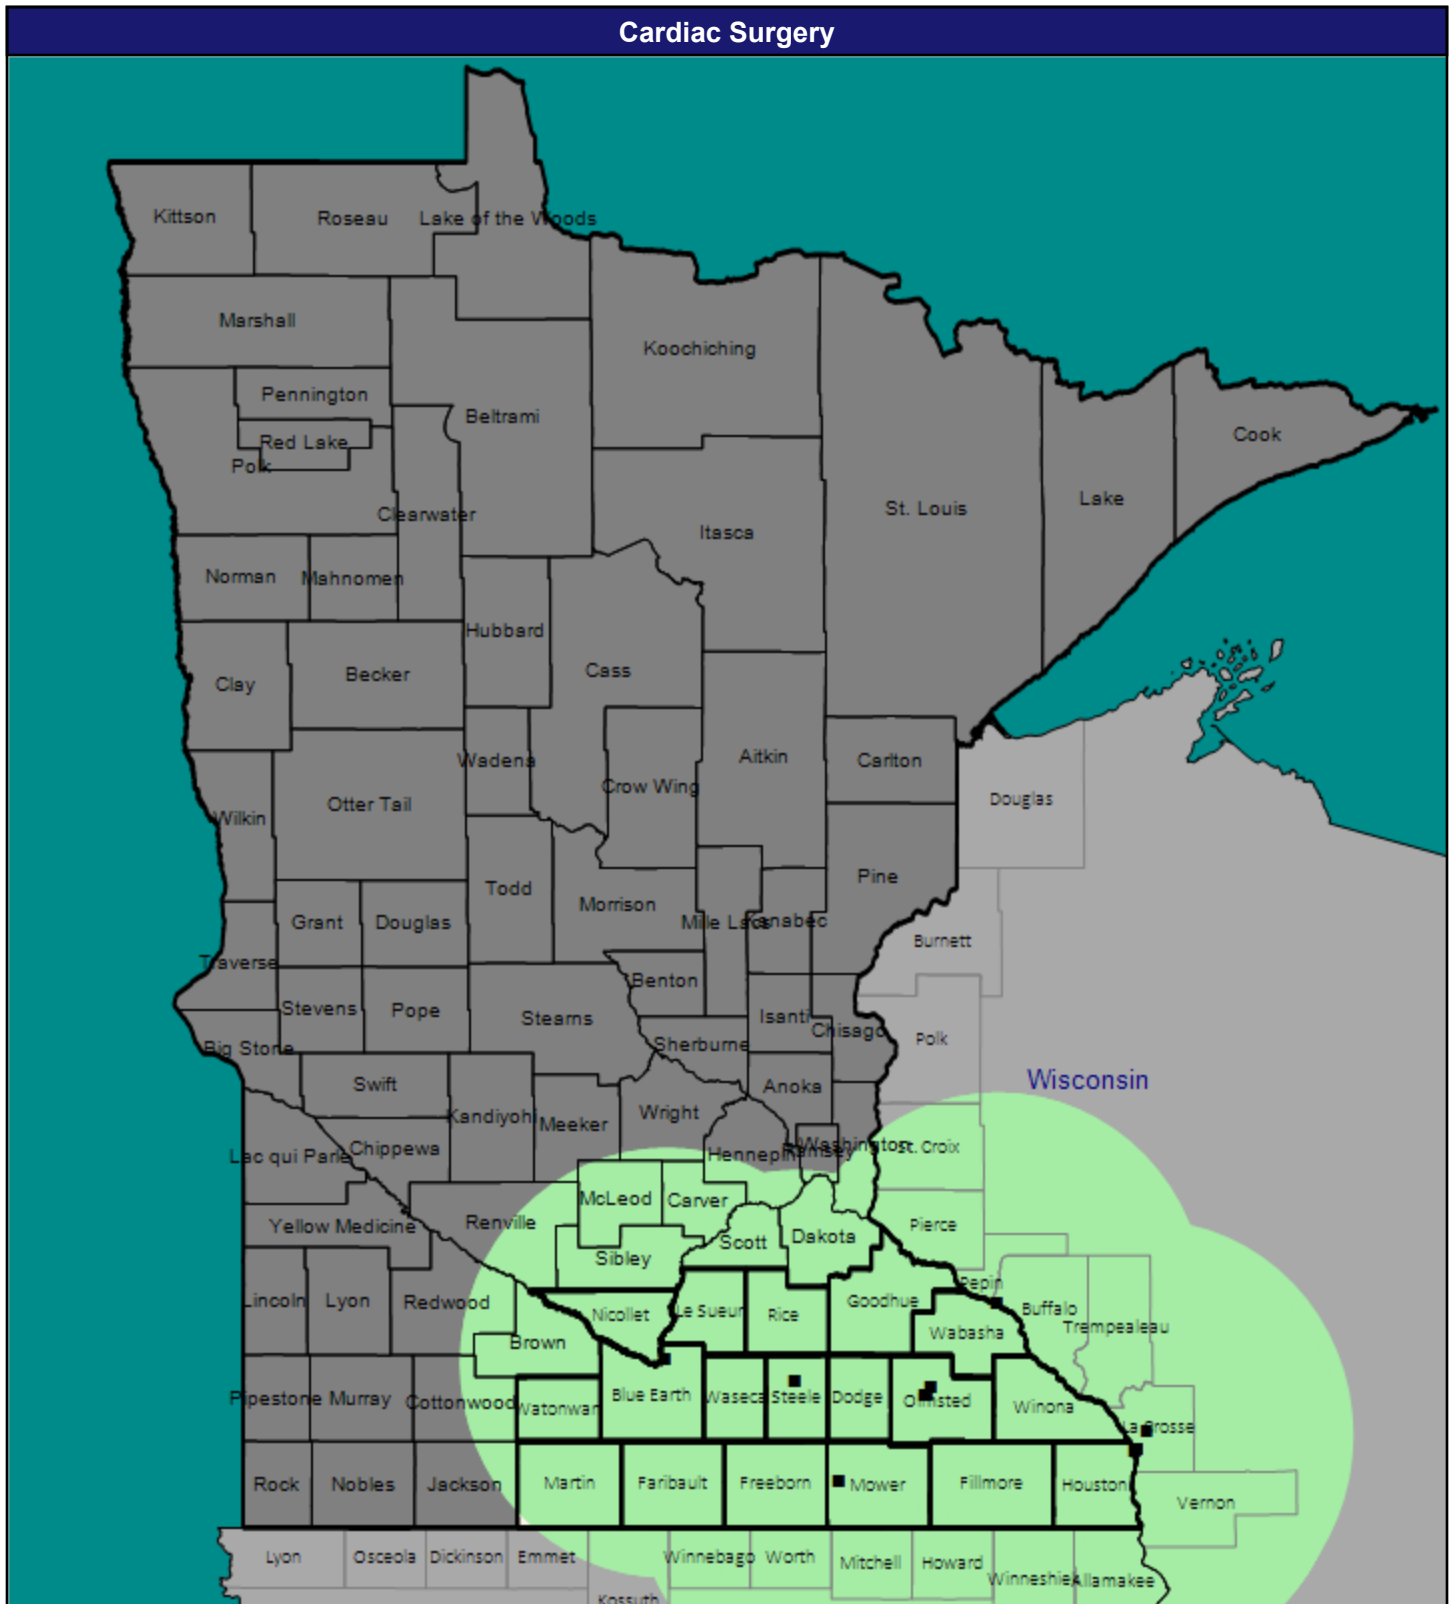 Cardiac Surgery
Kittson
Roseau
Lake of the Woods
Marshall
Koochiching
Pennington
Beltrami
Red Lake
Polk
Cook
Lake
St. Louis
Clearwater
Itasca
Norman
Mahnomen
Hubbard
Cass
Becker
Clay
Aitkin
Wadena
Carlton
Crow Wing
Douglas
Otter Tail
Wilkin
Pine
Todd
Morrison
Grant
Douglas
Mille Lacs
Kanabec
Burnett
Traverse
Benton
Stevens
Pope
Stearns
Isanti
Chisago
Polk
Big Stone
Sherburne
Wisconsin
Swift
Anoka
Kandiyohi
Meeker
Wright
Lac qui Parle
Chippewa
Hennepin
Ramsey
Washington
St. Croix
McLeod
Carver
Yellow Medicine
Renville
Pierce
Scott
Dakota
Sibley
Pepin
Lincoln
Lyon
Redwood
Nicollet
Le Sueur
Rice
Goodhue
Buffalo
Trempealeau
Wabasha
Brown
Pipestone
Murray
Cottonwood
Watonwan
Blue Earth
Waseca
Steele
Dodge
Olmsted
Winona
La Crosse
Rock
Nobles
Jackson
Martin
Faribault
Freeborn
Mower
Fillmore
Houston
Vernon
Lyon
Osceola
Dickinson
Emmet
Winnebago
Worth
Mitchell
Howard
Winneshiek
Allamakee
Kossuth